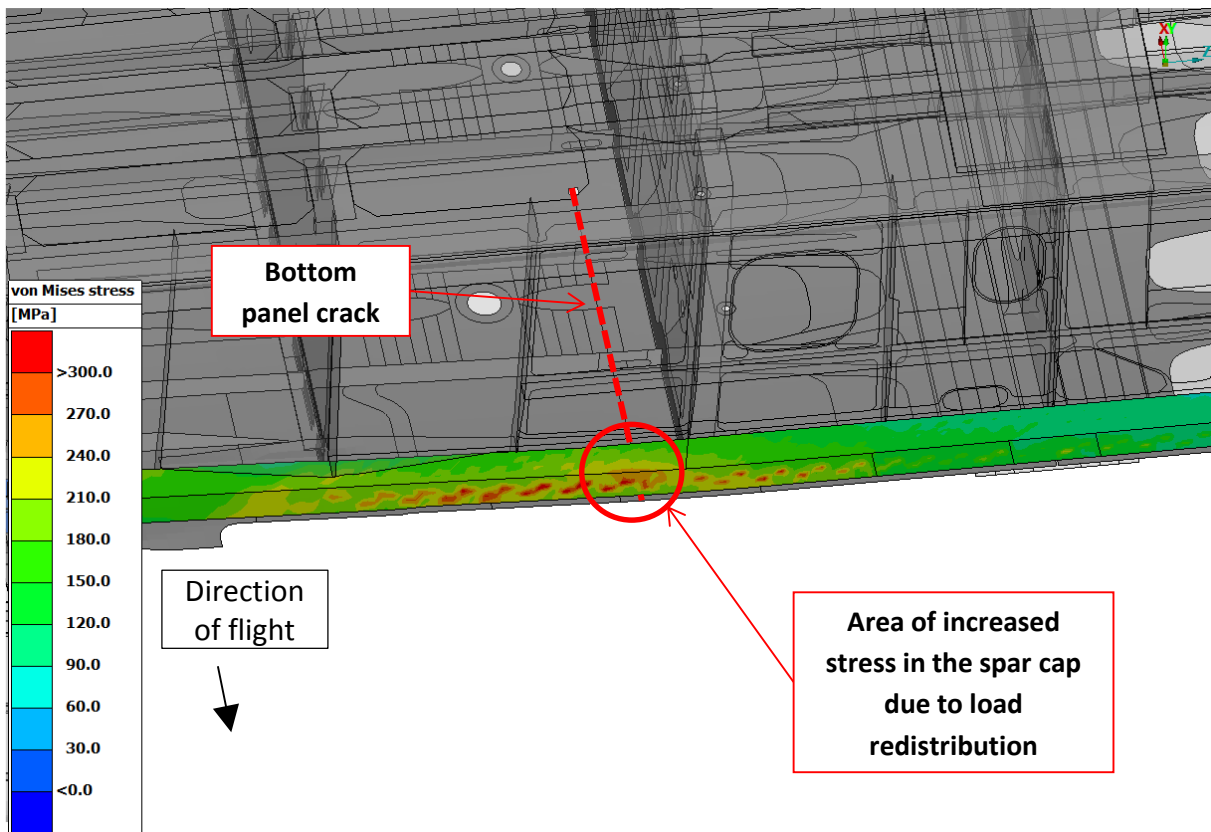 X Y
Z
Bottom
panel crack
von Mises stress
[MPa]
>300.0
270.0
240.0
210.0
180.0
150.0
120.0
90.0
60.0
30.0
<0.0
Direction
of flight
Area of increased
stress in the spar cap
due to load
redistribution